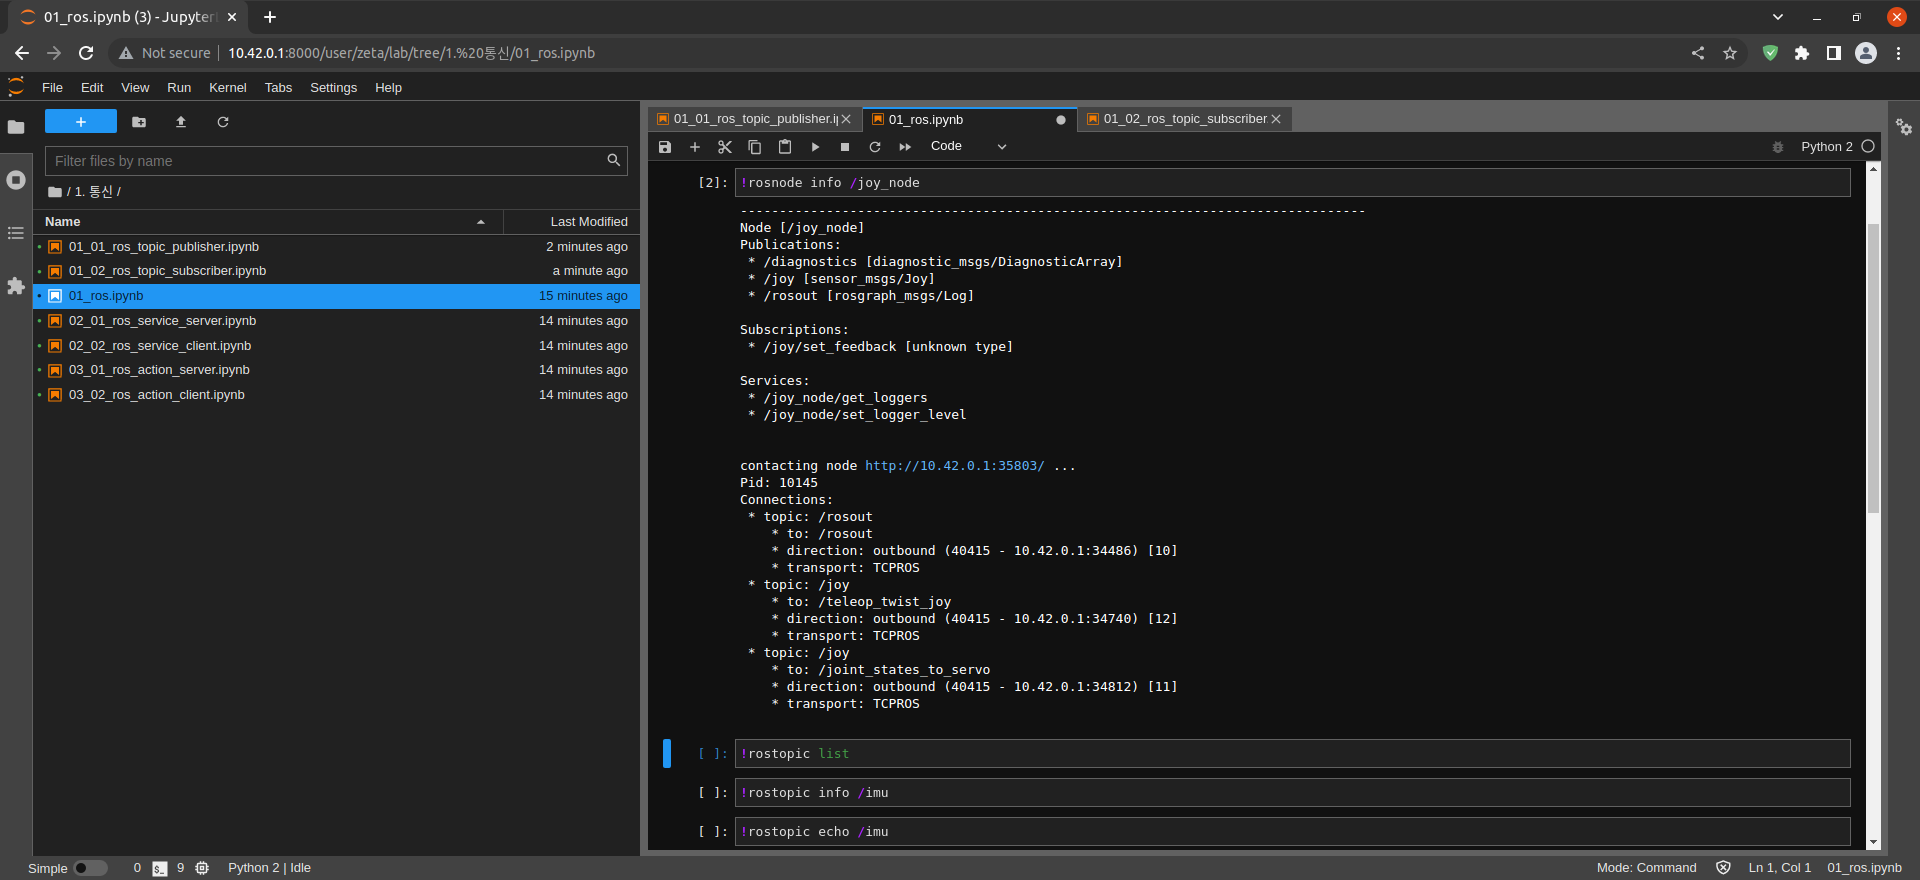 01_ros.ipynb (3) - Jupyter
Not secure
10.42.0.1:8000/user/zeta/lab/tree/1.%20통신/01_ros.ipynb
File Edit View Run Kernel Tabs Settings Help
Filter files by name
/ 1. 통신 /
Name Last Modified
01_01_ros_topic_publisher.ipynb 2 minutes ago
01_02_ros_topic_subscriber.ipynb a minute ago
01_ros.ipynb 15 minutes ago
02_01_ros_service_server.ipynb 14 minutes ago
02_02_ros_service_client.ipynb 14 minutes ago
03_01_ros_action_server.ipynb 14 minutes ago
03_02_ros_action_client.ipynb 14 minutes ago
01_01_ros_topic_publisher.i 01_ros.ipynb 01_02_ros_topic_subscriber.
Code Python 2
[2]: !rosnode info /joy_node
--------------------------------------------------------------------------------
Node [/joy_node]
Publications:
* /diagnostics [diagnostic_msgs/DiagnosticArray]
* /joy [sensor_msgs/Joy]
* /rosout [rosgraph_msgs/Log]
Subscriptions:
* /joy/set_feedback [unknown type]
Services:
* /joy_node/get_loggers
* /joy_node/set_logger_level
contacting node http://10.42.0.1:35803/ ...
Pid: 10145
Connections:
* topic: /rosout
* to: /rosout
* direction: outbound (40415 - 10.42.0.1:34486) [10]
* transport: TCPROS
* topic: /joy
* to: /teleop_twist_joy
* direction: outbound (40415 - 10.42.0.1:34740) [12]
* transport: TCPROS
* topic: /joy
* to: /joint_states_to_servo
* direction: outbound (40415 - 10.42.0.1:34812) [11]
* transport: TCPROS
[ ]: !rostopic list
[ ]: !rostopic info /imu
[ ]: !rostopic echo /imu
Simple 0 $_ 9 Python 2 | Idle Mode: Command Ln 1, Col 1 01_ros.ipynb